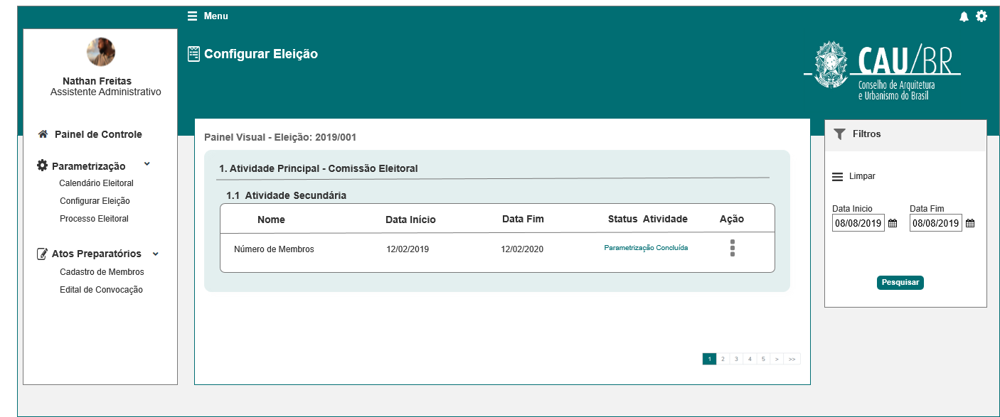 Menu
Configurar Eleição
CAU/BR
Conselho de Arquitetura
e Urbanismo do Brasil
Nathan Freitas
Assistente Administrativo
Painel de Controle
Parametrização
Calendário Eleitoral
Configurar Eleição
Processo Eleitoral
Atos Preparatórios
Cadastro de Membros
Edital de Convocação
Painel Visual - Eleição: 2019/001
1. Atividade Principal - Comissão Eleitoral
1.1 Atividade Secundária
Nome Data Início Data Fim Status Atividade Ação
Número de Membros 12/02/2019 12/02/2020 Parametrização Concluída
1 2 3 4 5 > >>
Filtros
Limpar
Data Inicio Data Fim
08/08/2019 08/08/2019
Pesquisar